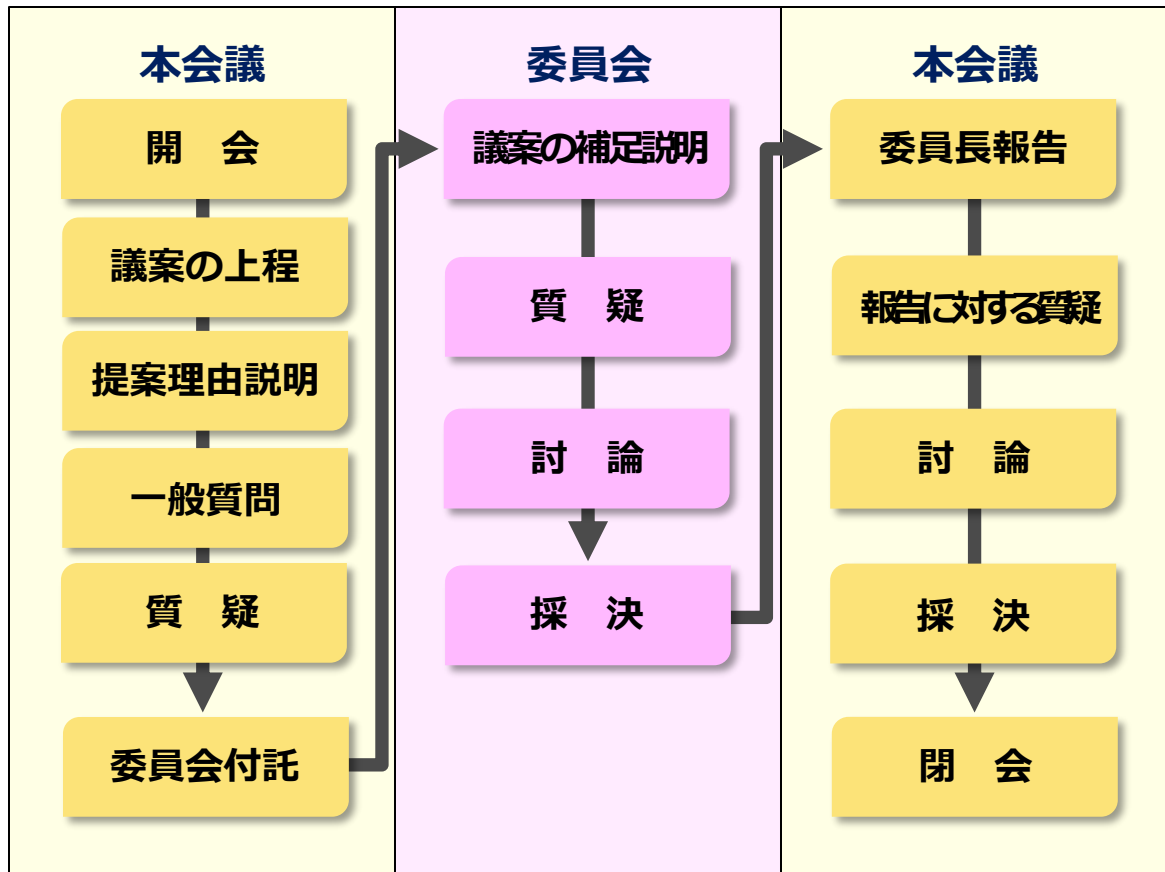 本会議
開　会
議案の上程
提案理由説明
一般質問
質　疑
委員会付託
委員会
議案の補足説明
質　疑
討　論
採　決
本会議
委員長報告
報告に対する質疑
討　論
採　決
閉　会